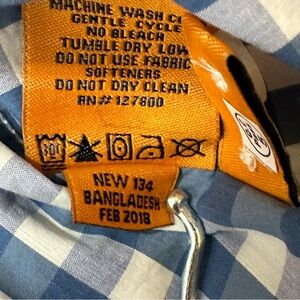 MACHINE WASH
GENTLE CYCLE
NO BLEACH
TUMBLE DRY LOW
DO NOT USE FABRIC
SOFTENERS
DO NOT DRY CLEAN
RN# 127800
NEW 134
BANGLADESH
FEB 2018